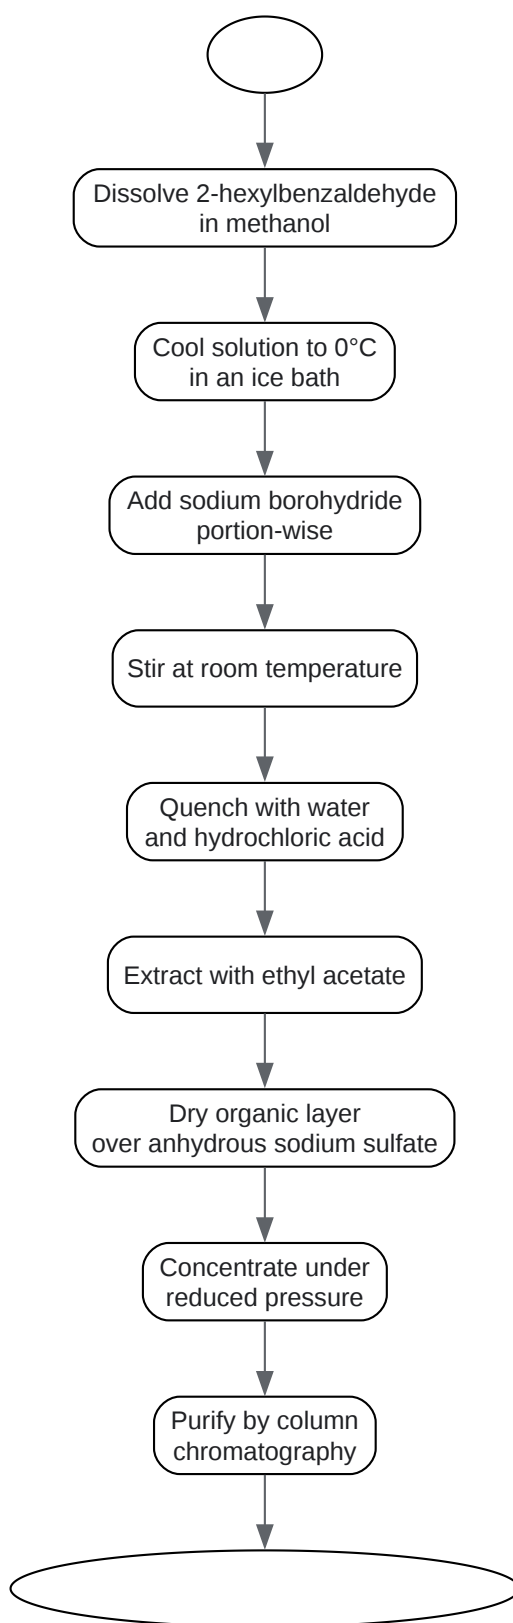 Dissolve 2-hexylbenzaldehyde
in methanol
Cool solution to 0°C
in an ice bath
Add sodium borohydride
portion-wise
Stir at room temperature
Quench with water
and hydrochloric acid
Extract with ethyl acetate
Dry organic layer
over anhydrous sodium sulfate
Concentrate under
reduced pressure
Purify by column
chromatography